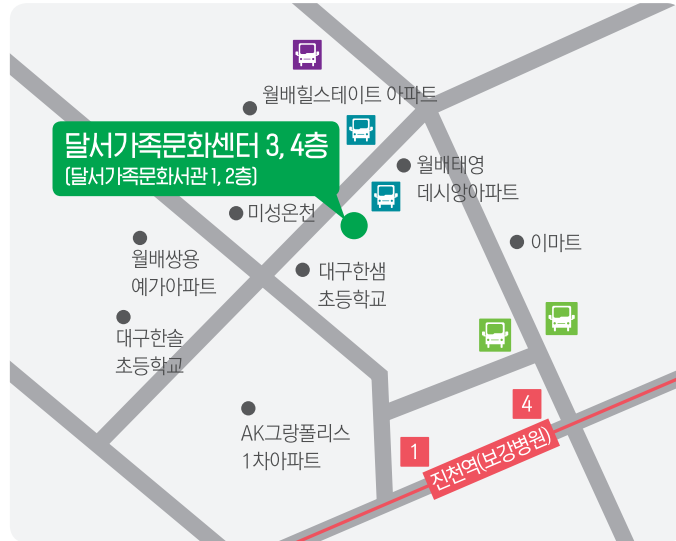 월배힐스테이트 아파트
달서가족문화센터 3, 4층
(달서가족문화서관 1, 2층)
월배태영
데시앙아파트
미성온천
이마트
월배쌍용
예가아파트
대구한샘
초등학교
대구한솔
초등학교
4
AK그랑폴리스
1차아파트
1
진천역(보강병원)